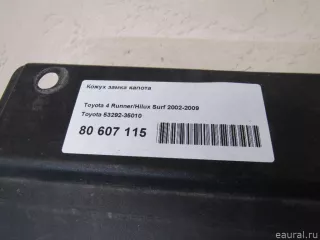 Кожух замка капота
Toyota 4 Runner/Hilux Surf 2002-2009
Toyota 53292-35010
80 607 115
eaural.ru